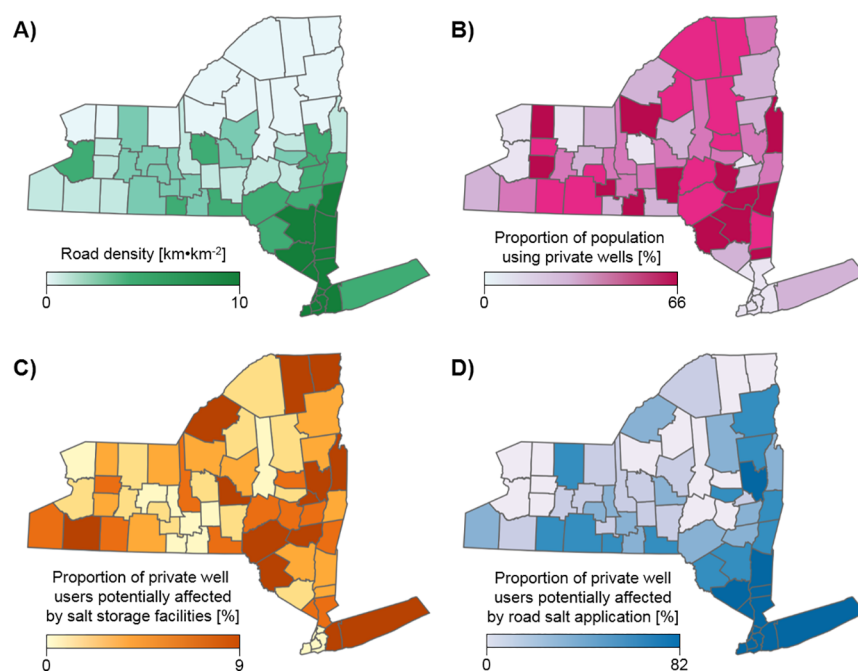 A)
Road density [km•km-2]
0 10
B)
Proportion of population
using private wells [%]
0 66
C)
Proportion of private well
users potentially affected
by salt storage facilities [%]
0 9
D)
Proportion of private well
users potentially affected
by road salt application [%]
0 82